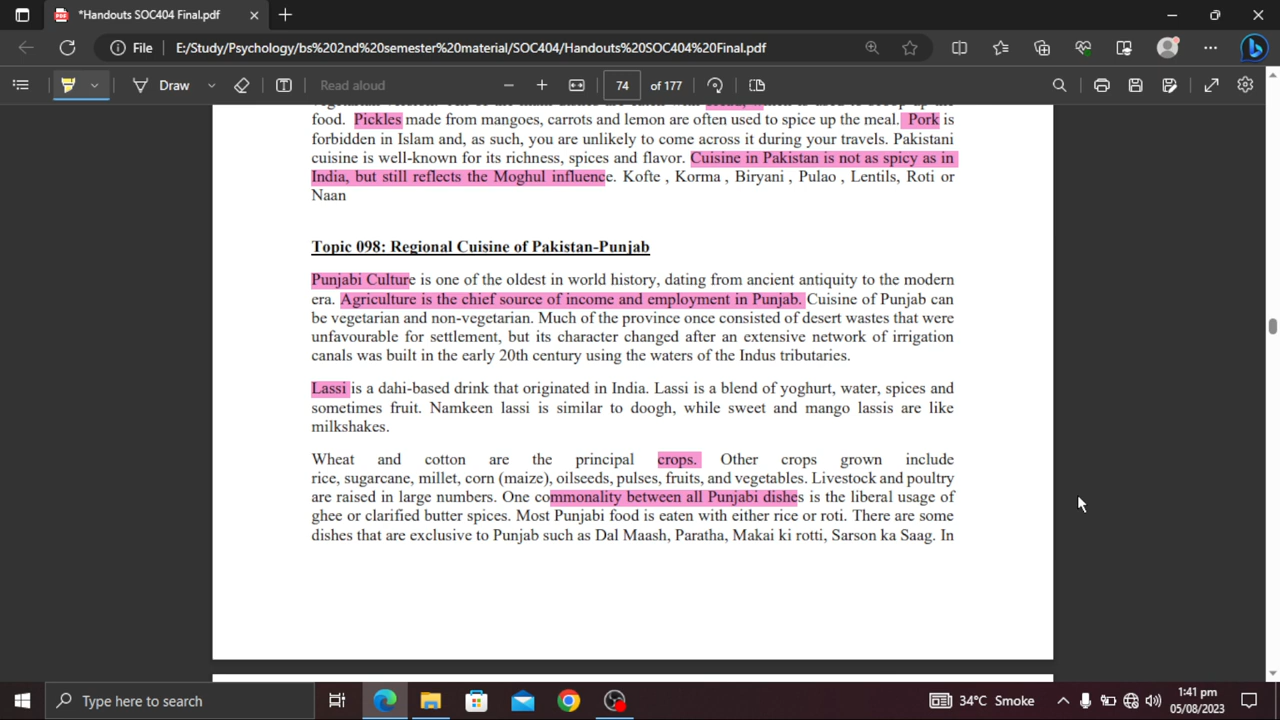 *Handouts SOC404 Final.pdf
File E:/Study/Psychology/bs%202nd%20semester%20material/SOC404/Handouts%20SOC404%20Final.pdf
Draw Read aloud 74 of 177
food. Pickles made from mangoes, carrots and lemon are often used to spice up the meal. Pork is
forbidden in Islam and, as such, you are unlikely to come across it during your travels. Pakistani
cuisine is well-known for its richness, spices and flavor. Cuisine in Pakistan is not as spicy as in
India, but still reflects the Moghul influence. Kofte , Korma , Biryani , Pulao , Lentils, Roti or
Naan
Topic 098: Regional Cuisine of Pakistan-Punjab
Punjabi Culture is one of the oldest in world history, dating from ancient antiquity to the modern
era. Agriculture is the chief source of income and employment in Punjab. Cuisine of Punjab can
be vegetarian and non-vegetarian. Much of the province once consisted of desert wastes that were
unfavourable for settlement, but its character changed after an extensive network of irrigation
canals was built in the early 20th century using the waters of the Indus tributaries.
Lassi is a dahi-based drink that originated in India. Lassi is a blend of yoghurt, water, spices and
sometimes fruit. Namkeen lassi is similar to doogh, while sweet and mango lassis are like
milkshakes.
Wheat and cotton are the principal crops. Other crops grown include
rice, sugarcane, millet, corn (maize), oilseeds, pulses, fruits, and vegetables. Livestock and poultry
are raised in large numbers. One commonality between all Punjabi dishes is the liberal usage of
ghee or clarified butter spices. Most Punjabi food is eaten with either rice or roti. There are some
dishes that are exclusive to Punjab such as Dal Maash, Paratha, Makai ki rotti, Sarson ka Saag. In
Type here to search
34°C Smoke
1:41 pm
05/08/2023